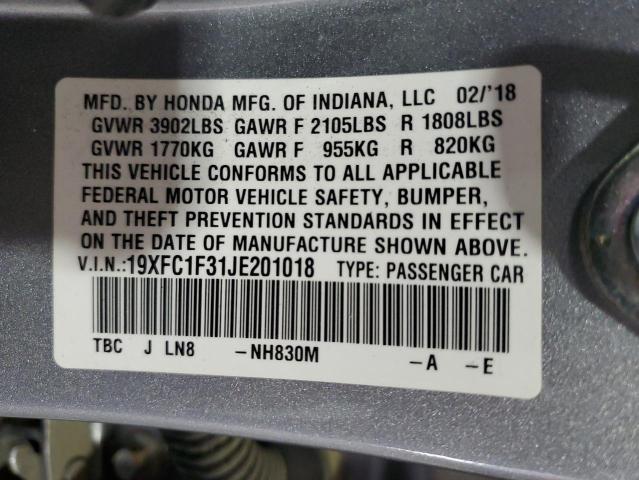 MFD. BY HONDA MFG. OF INDIANA, LLC 02/'18
GVWR 3902LBS GAWR F 2105LBS R 1808LBS
GVWR 1770KG GAWR F 955KG R 820KG
THIS VEHICLE CONFORMS TO ALL APPLICABLE
FEDERAL MOTOR VEHICLE SAFETY, BUMPER,
AND THEFT PREVENTION STANDARDS IN EFFECT
ON THE DATE OF MANUFACTURE SHOWN ABOVE.
V.I.N.:19XFC1F31JE201018 TYPE: PASSENGER CAR
TBC J LN8 -NH830M -A -E